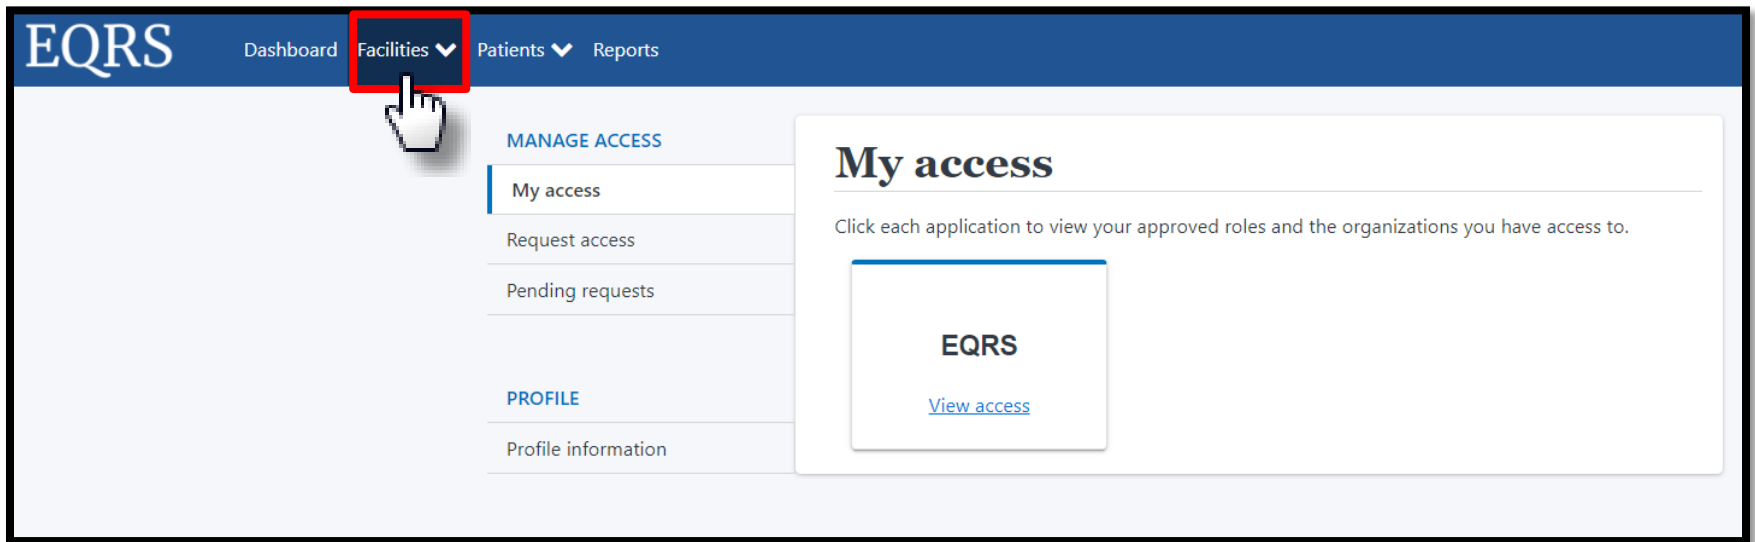 EQRS Dashboard Facilities Patients Reports
MANAGE ACCESS
My access
Request access
Pending requests
PROFILE
Profile information
My access
Click each application to view your approved roles and the organizations you have access to.
EQRS
View access